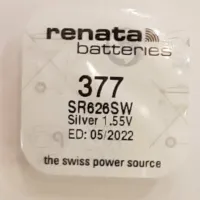 renata
batteries
377
SR626SW
Silver 1.55V
ED: 05/2022
the swiss power source